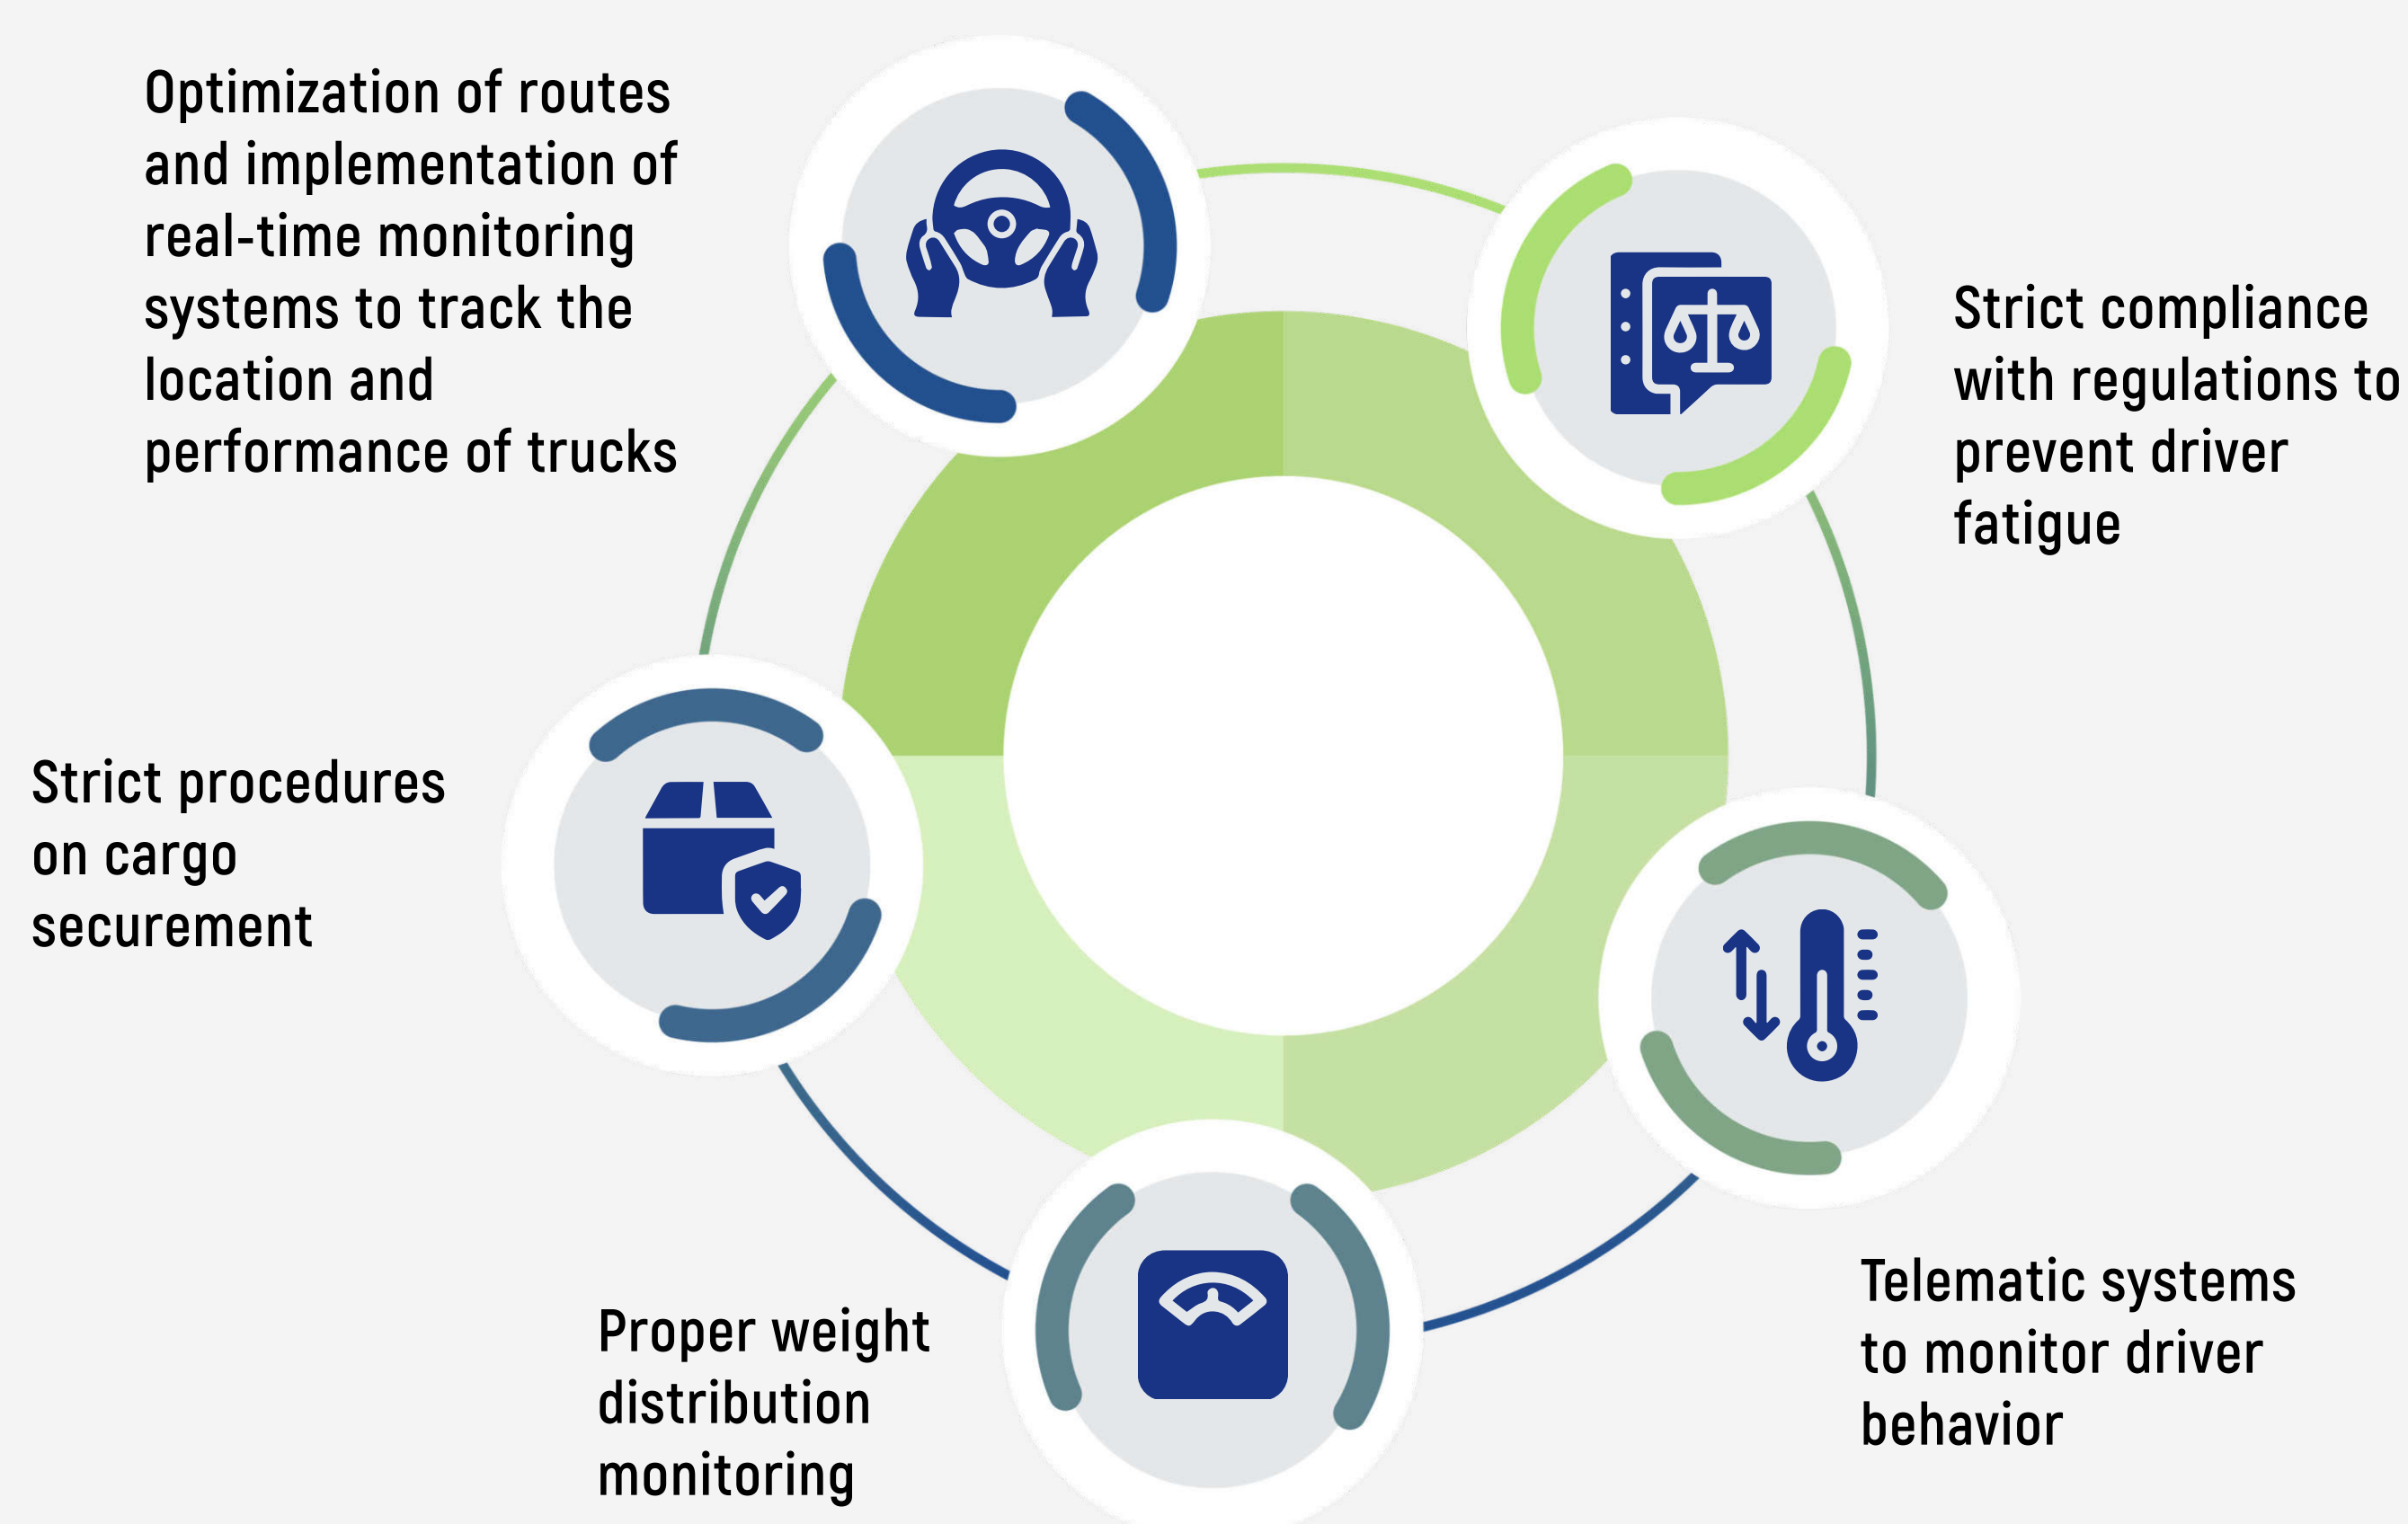 Optimization of routes
and implementation of
real-time monitoring
systems to track the
location and
performance of trucks
Strict compliance
with regulations to
prevent driver
fatigue
Strict procedures
on cargo
securement
Telematic systems
to monitor driver
behavior
Proper weight
distribution
monitoring